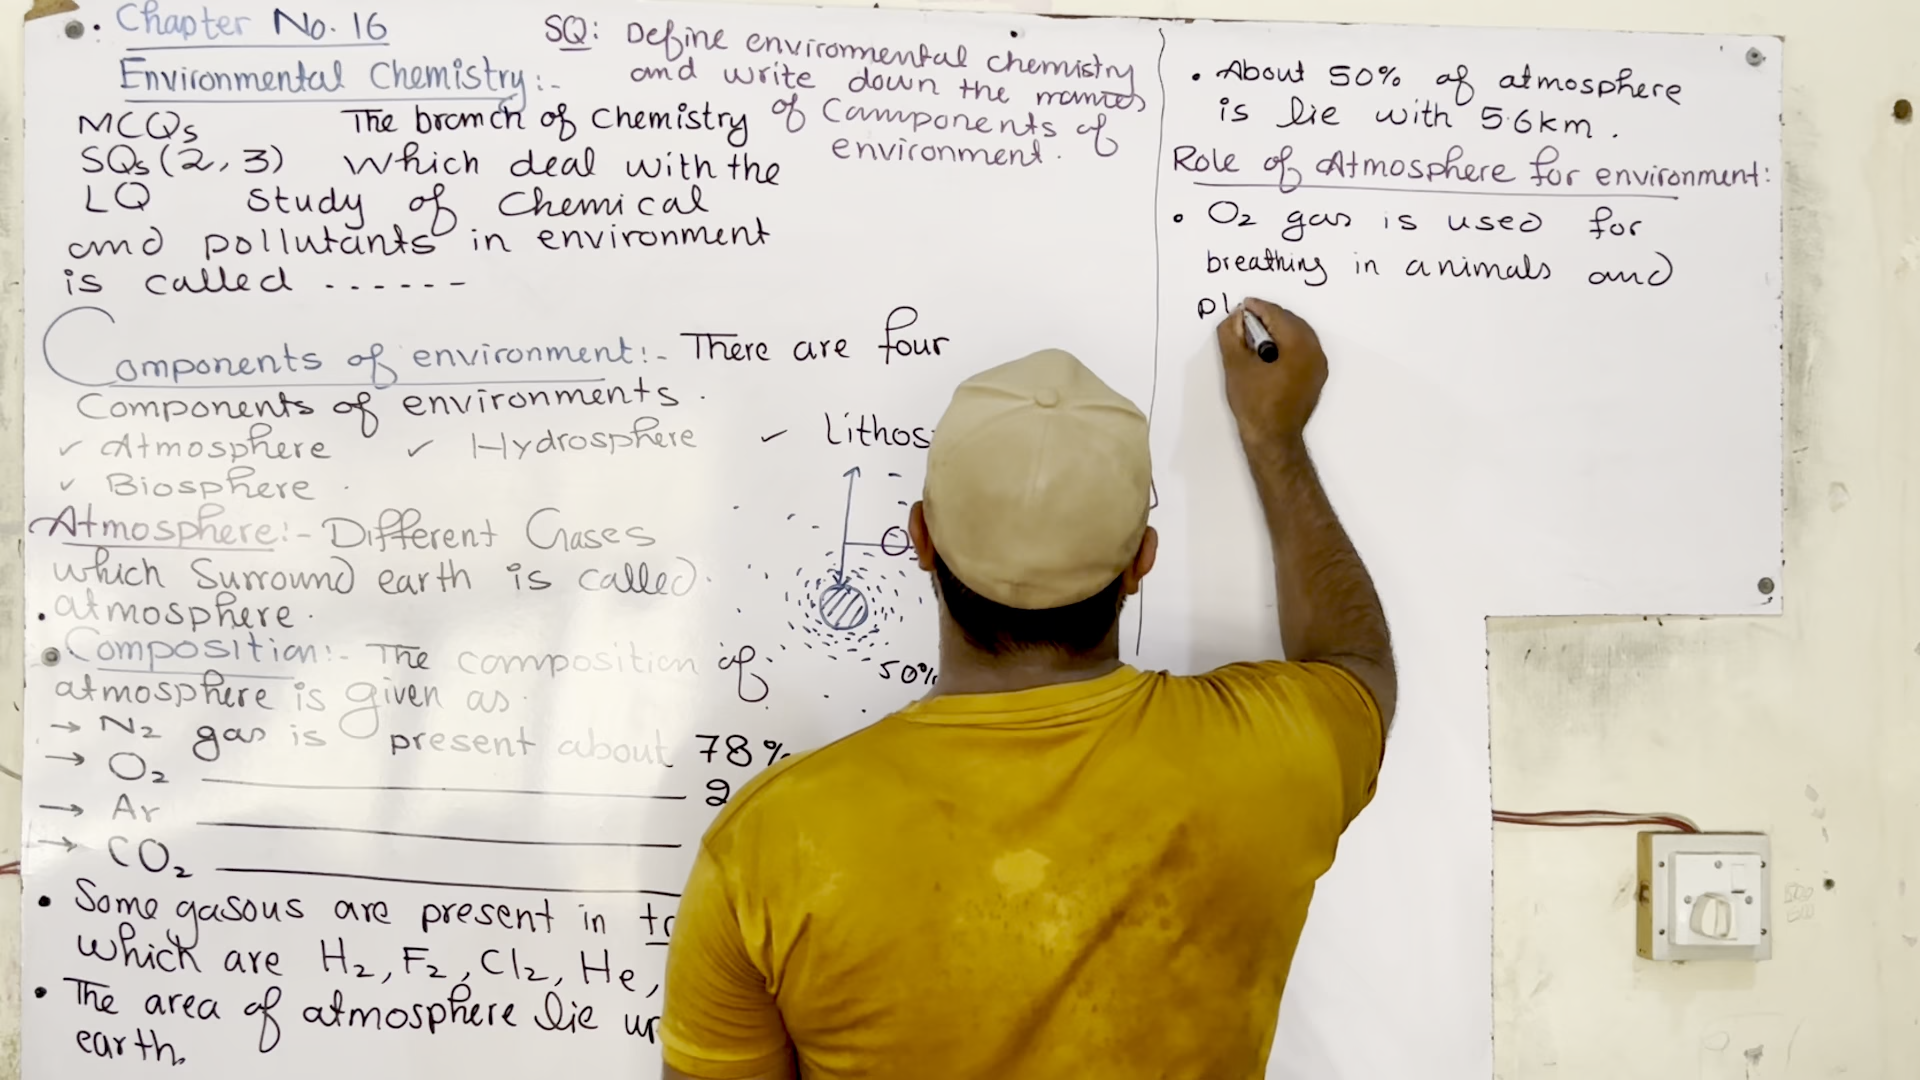 Chapter No. 16
Environmental Chemistry:-
SQ: Define environmental chemistry
and write down the names
of Components of
environment.
MCQs
SQs (2, 3)
LQ
The branch of Chemistry
Which deal with the
study of Chemical
and pollutants in environment
is called ------
Components of environment:- There are four
Components of environments.
✓ Atmosphere ✓ Hydrosphere ✓ Lithos
✓ Biosphere.
Atmosphere:- Different Gases
which Surround earth is called
atmosphere.
Composition:- The composition of
atmosphere is given as
→ N₂ gas is present about 78%
→ O₂ 2
→ Ar
→ CO₂
50%
• Some gasous are present in
which are H₂, F₂, Cl₂, He,
• The area of atmosphere lie
earth.
• About 50% of atmosphere
is lie with 5.6km.
Role of Atmosphere for environment:
• O₂ gas is used for
breathing in animals and
pl